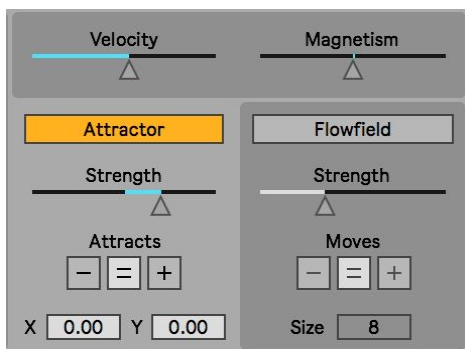 Velocity Magnetism
Attractor Flowfield
Strength Strength
Attracts Moves
− = + − = +
X 0.00 Y 0.00 Size 8